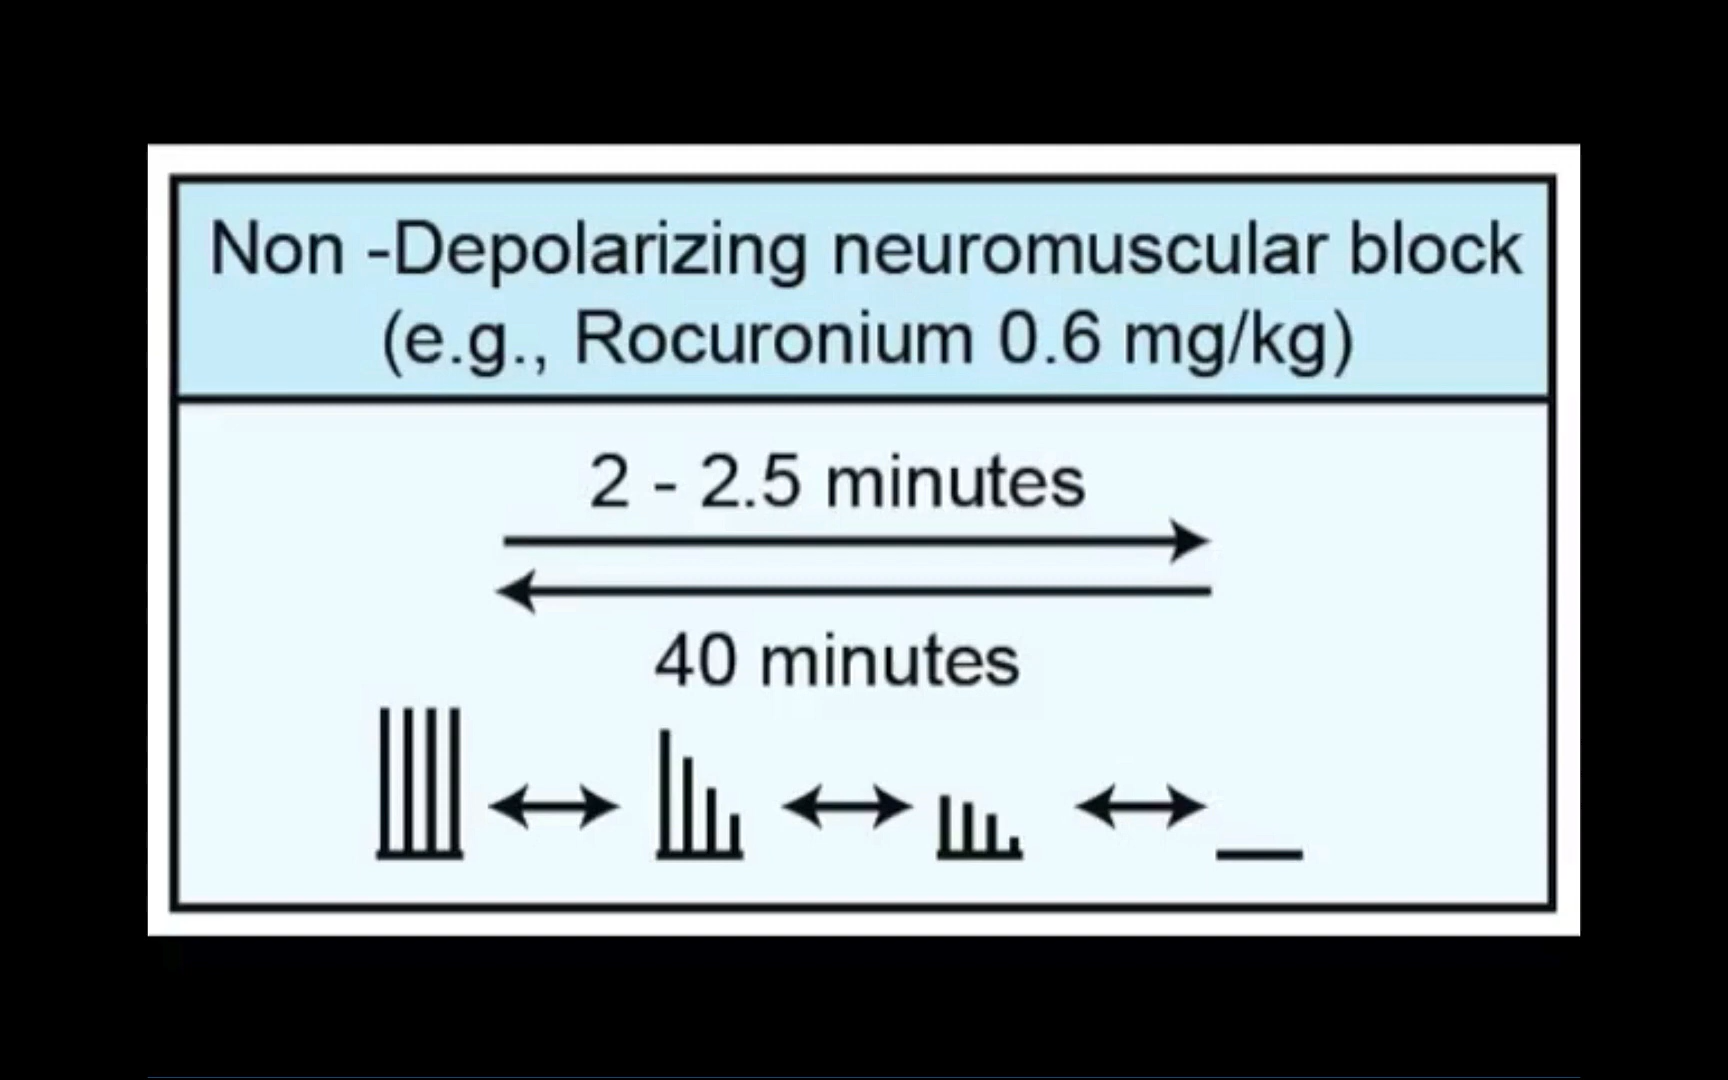 Non -Depolarizing neuromuscular block
(e.g., Rocuronium 0.6 mg/kg)
2 - 2.5 minutes
40 minutes